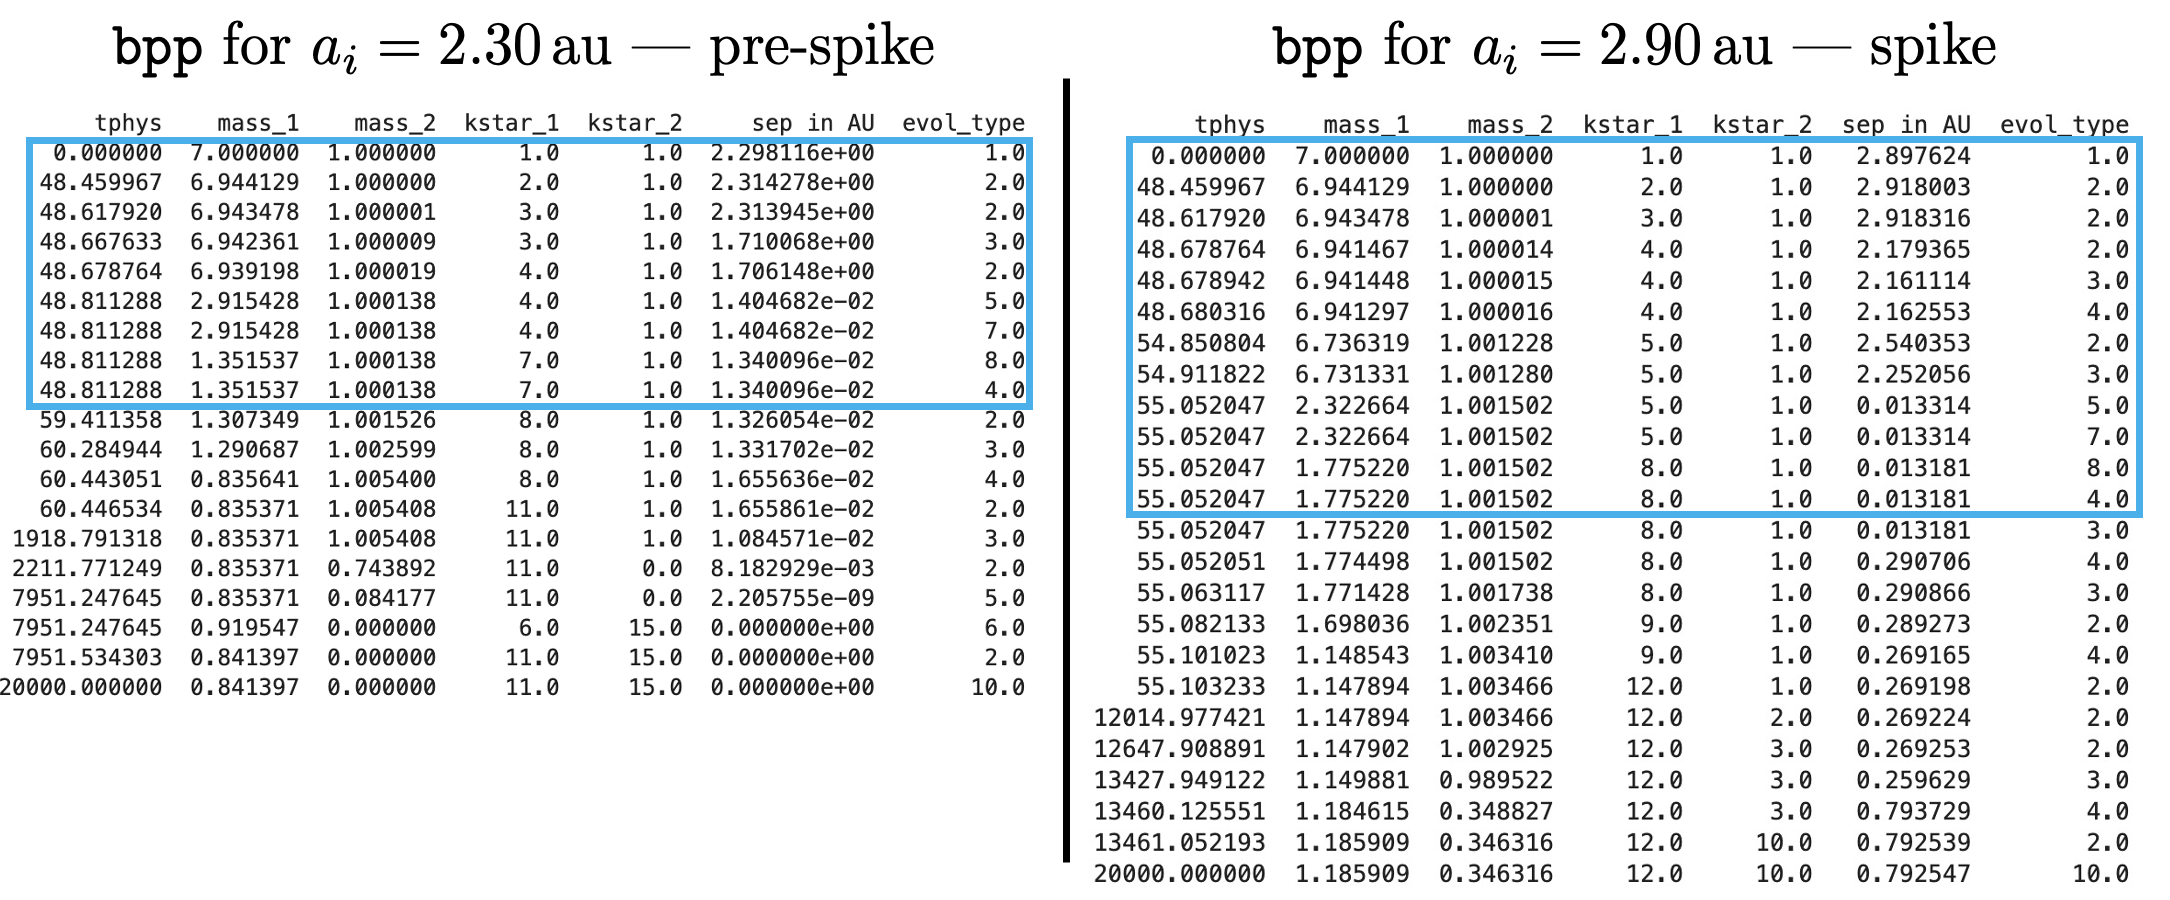 bpp for a_i = 2.30 au — pre-spike
tphys mass_1 mass_2 kstar_1 kstar_2 sep in AU evol_type
0.000000 7.000000 1.000000 1.0 1.0 2.298116e+00 1.0
48.459967 6.944129 1.000000 2.0 1.0 2.314278e+00 2.0
48.617920 6.943478 1.000001 3.0 1.0 2.313945e+00 2.0
48.667633 6.942361 1.000009 3.0 1.0 1.710068e+00 3.0
48.678764 6.939198 1.000019 4.0 1.0 1.706148e+00 2.0
48.811288 2.915428 1.000138 4.0 1.0 1.404682e-02 5.0
48.811288 2.915428 1.000138 4.0 1.0 1.404682e-02 7.0
48.811288 1.351537 1.000138 7.0 1.0 1.340096e-02 8.0
48.811288 1.351537 1.000138 7.0 1.0 1.340096e-02 4.0
59.411358 1.307349 1.001526 8.0 1.0 1.326054e-02 2.0
60.284944 1.290687 1.002599 8.0 1.0 1.331702e-02 3.0
60.443051 0.835641 1.005400 8.0 1.0 1.655636e-02 4.0
60.446534 0.835371 1.005408 11.0 1.0 1.655861e-02 2.0
1918.791318 0.835371 1.005408 11.0 1.0 1.084571e-02 3.0
2211.771249 0.835371 0.743892 11.0 0.0 8.182929e-03 2.0
7951.247645 0.835371 0.084177 11.0 0.0 2.205755e-09 5.0
7951.247645 0.919547 0.000000 6.0 15.0 0.000000e+00 6.0
7951.534303 0.841397 0.000000 11.0 15.0 0.000000e+00 2.0
20000.000000 0.841397 0.000000 11.0 15.0 0.000000e+00 10.0
bpp for a_i = 2.90 au — spike
tphys mass_1 mass_2 kstar_1 kstar_2 sep in AU evol_type
0.000000 7.000000 1.000000 1.0 1.0 2.897624 1.0
48.459967 6.944129 1.000000 2.0 1.0 2.918003 2.0
48.617920 6.943478 1.000001 3.0 1.0 2.918316 2.0
48.678764 6.941467 1.000014 4.0 1.0 2.179365 2.0
48.678942 6.941448 1.000015 4.0 1.0 2.161114 3.0
48.680316 6.941297 1.000016 4.0 1.0 2.162553 4.0
54.850804 6.736319 1.001228 5.0 1.0 2.540353 2.0
54.911822 6.731331 1.001280 5.0 1.0 2.252056 3.0
55.052047 2.322664 1.001502 5.0 1.0 0.013314 5.0
55.052047 2.322664 1.001502 5.0 1.0 0.013314 7.0
55.052047 1.775220 1.001502 8.0 1.0 0.013181 8.0
55.052047 1.775220 1.001502 8.0 1.0 0.013181 4.0
55.052047 1.775220 1.001502 8.0 1.0 0.013181 3.0
55.052051 1.774498 1.001502 8.0 1.0 0.290706 4.0
55.063117 1.771428 1.001738 8.0 1.0 0.290866 3.0
55.082133 1.698036 1.002351 9.0 1.0 0.289273 2.0
55.101023 1.148543 1.003410 9.0 1.0 0.269165 4.0
55.103233 1.147894 1.003466 12.0 1.0 0.269198 2.0
12014.977421 1.147894 1.003466 12.0 2.0 0.269224 2.0
12647.908891 1.147902 1.002925 12.0 3.0 0.269253 2.0
13427.949122 1.149881 0.989522 12.0 3.0 0.259629 3.0
13460.125551 1.184615 0.348827 12.0 3.0 0.793729 4.0
13461.052193 1.185909 0.346316 12.0 10.0 0.792539 2.0
20000.000000 1.185909 0.346316 12.0 10.0 0.792547 10.0